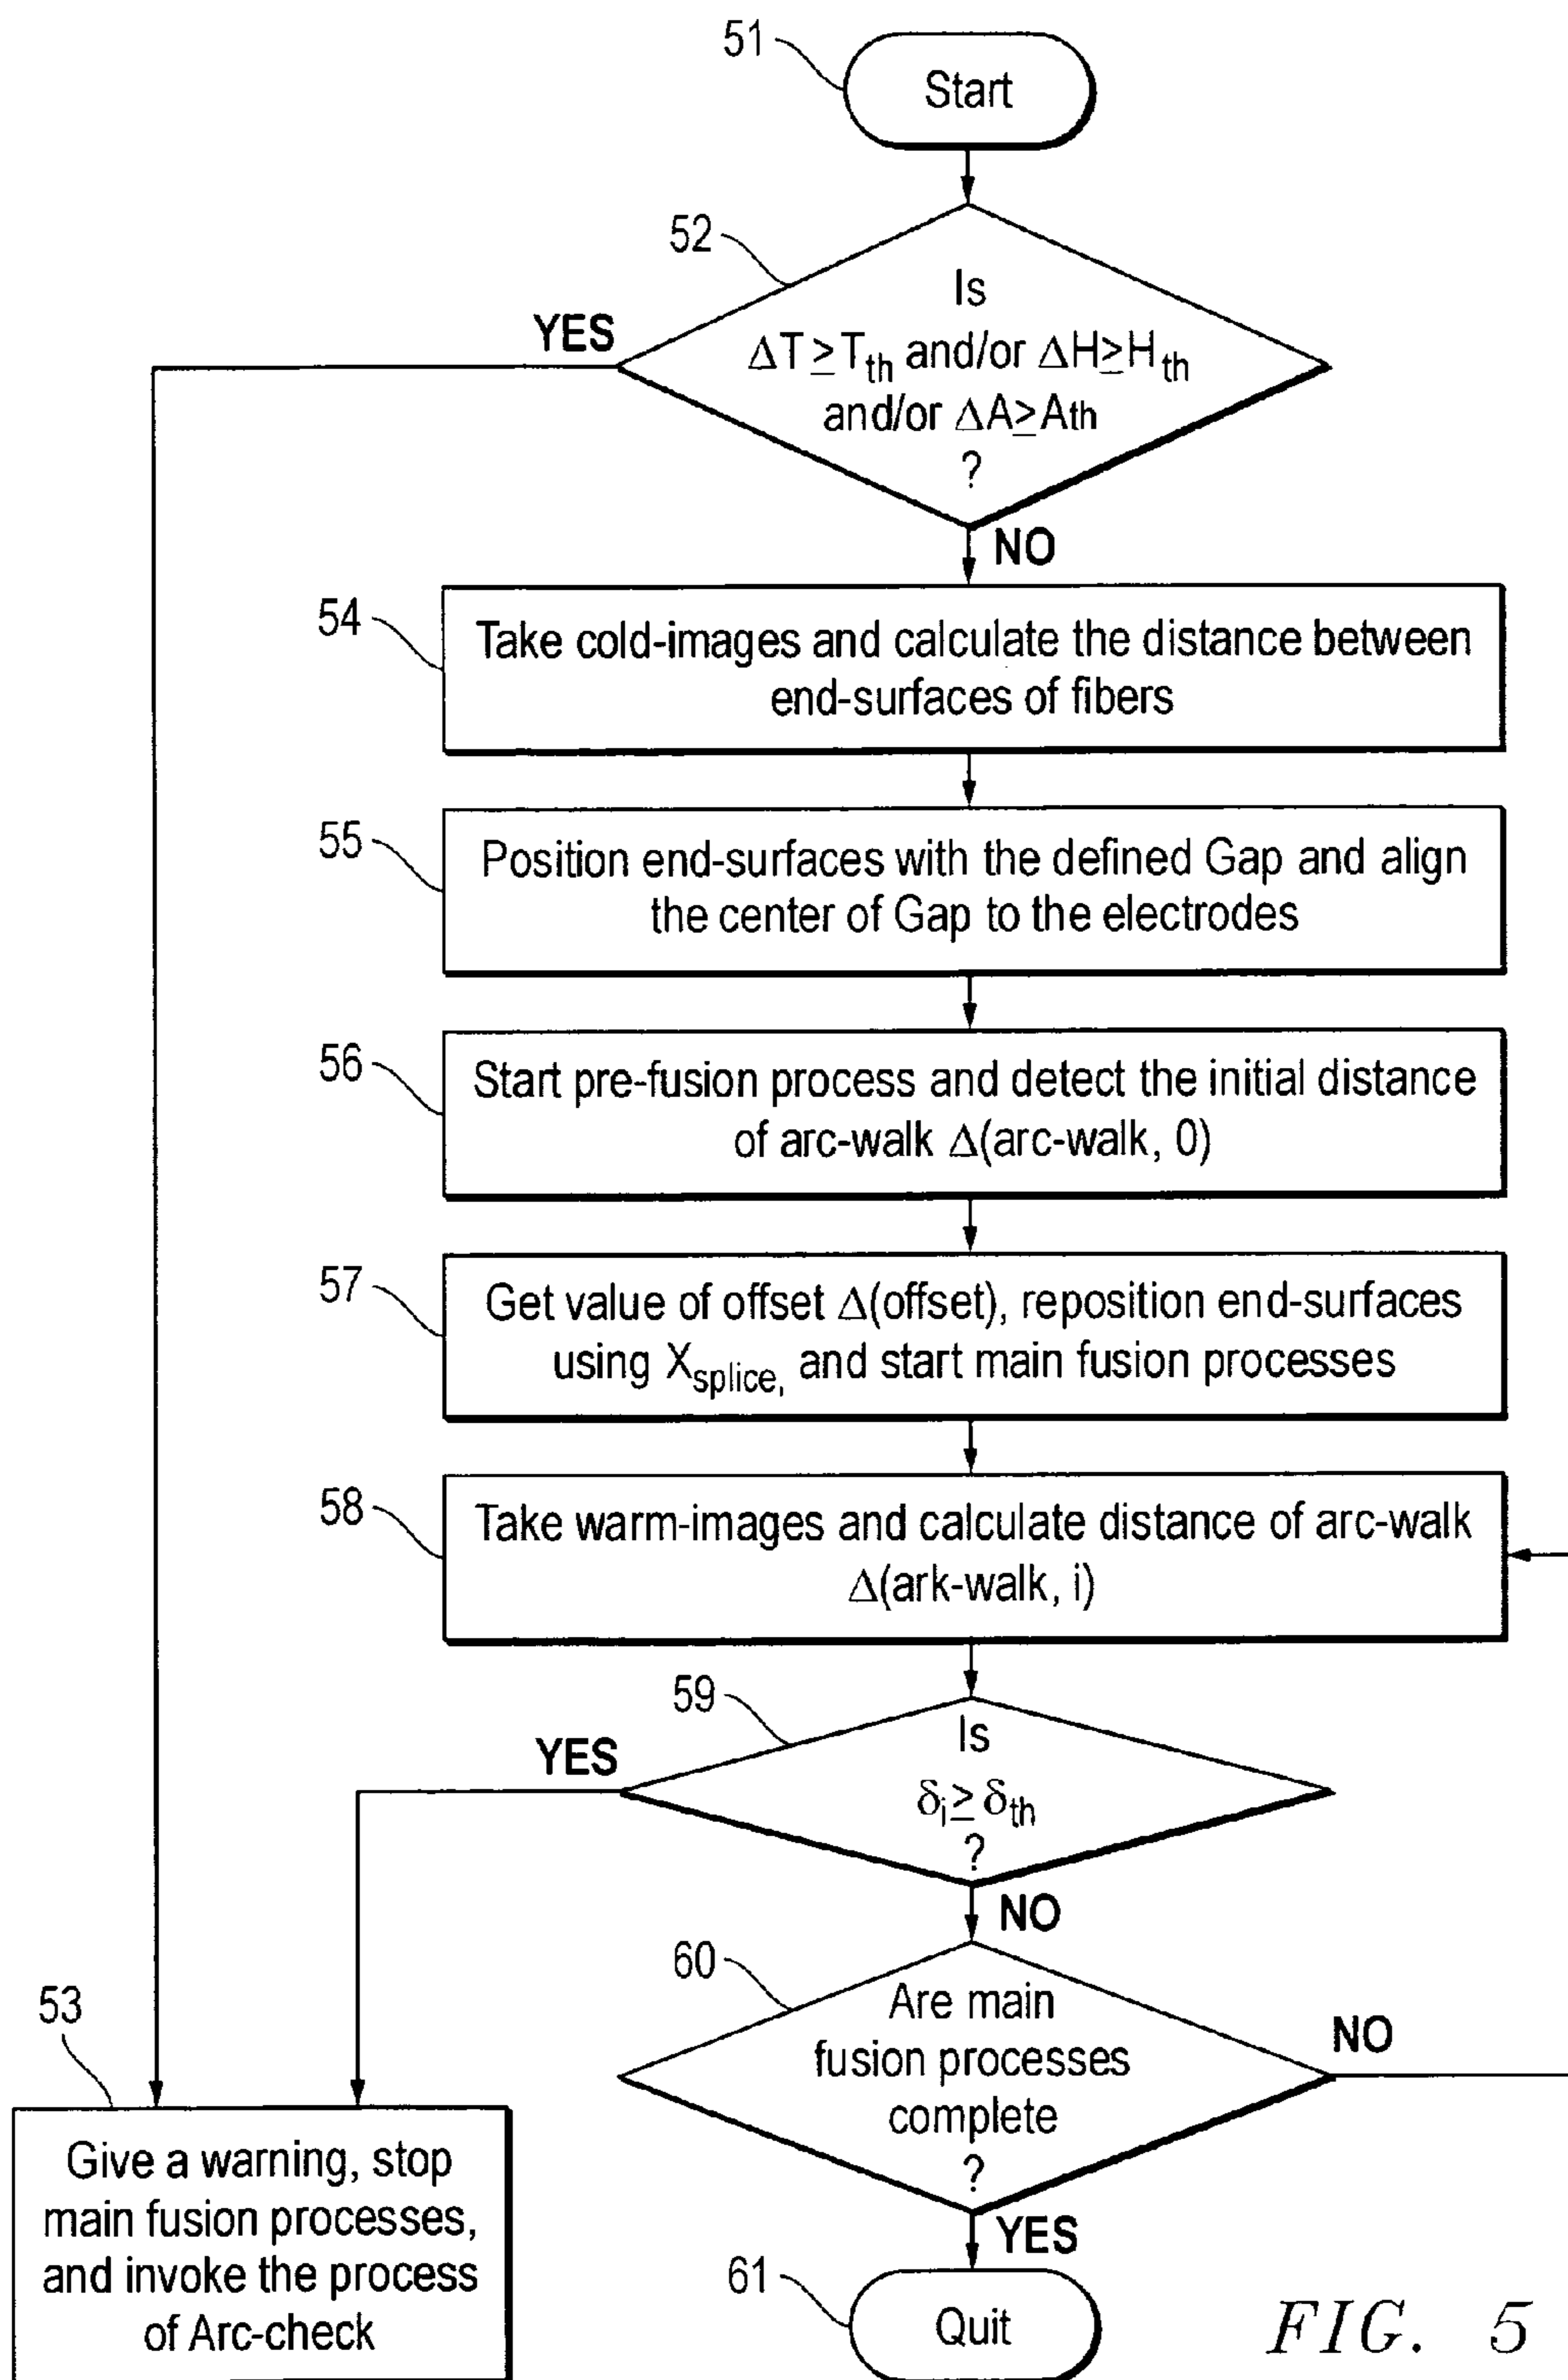 51
Start
52
Is
ΔT≥T_th and/or ΔH≥H_th
and/or ΔA≥Ath
?
YES
NO
54
Take cold-images and calculate the distance between
end-surfaces of fibers
55
Position end-surfaces with the defined Gap and align
the center of Gap to the electrodes
56
Start pre-fusion process and detect the initial distance
of arc-walk Δ(arc-walk, 0)
57
Get value of offset Δ(offset), reposition end-surfaces
using X_splice, and start main fusion processes
58
Take warm-images and calculate distance of arc-walk
Δ(ark-walk, i)
59
Is
δ_i≥δ_th
?
YES
NO
60
Are main
fusion processes
complete
?
NO
YES
53
Give a warning, stop
main fusion processes,
and invoke the process
of Arc-check
61
Quit
FIG. 5